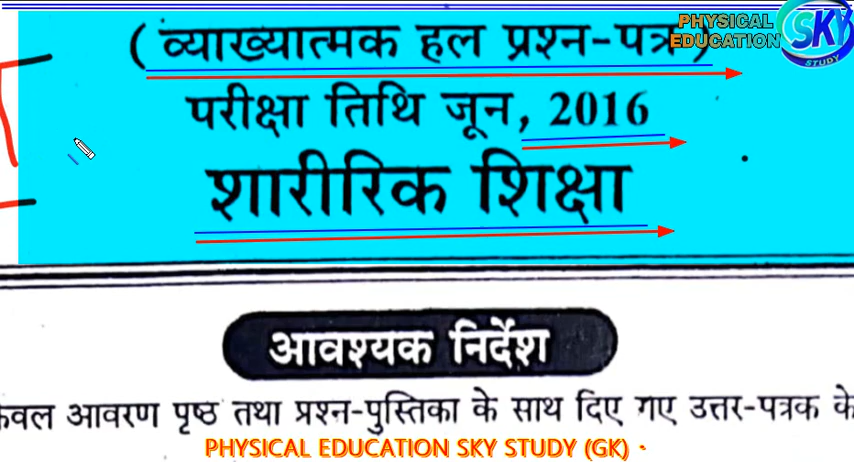 ( व्याख्यात्मक हल प्रश्न-पत्र)
PHYSICAL
EDUCATION
SKY
STUDY
परीक्षा तिथि जून, 2016
शारीरिक शिक्षा
आवश्यक निर्देश
केवल आवरण पृष्ठ तथा प्रश्न-पुस्तिका के साथ दिए गए उत्तर-पत्रक के
PHYSICAL EDUCATION SKY STUDY (GK)